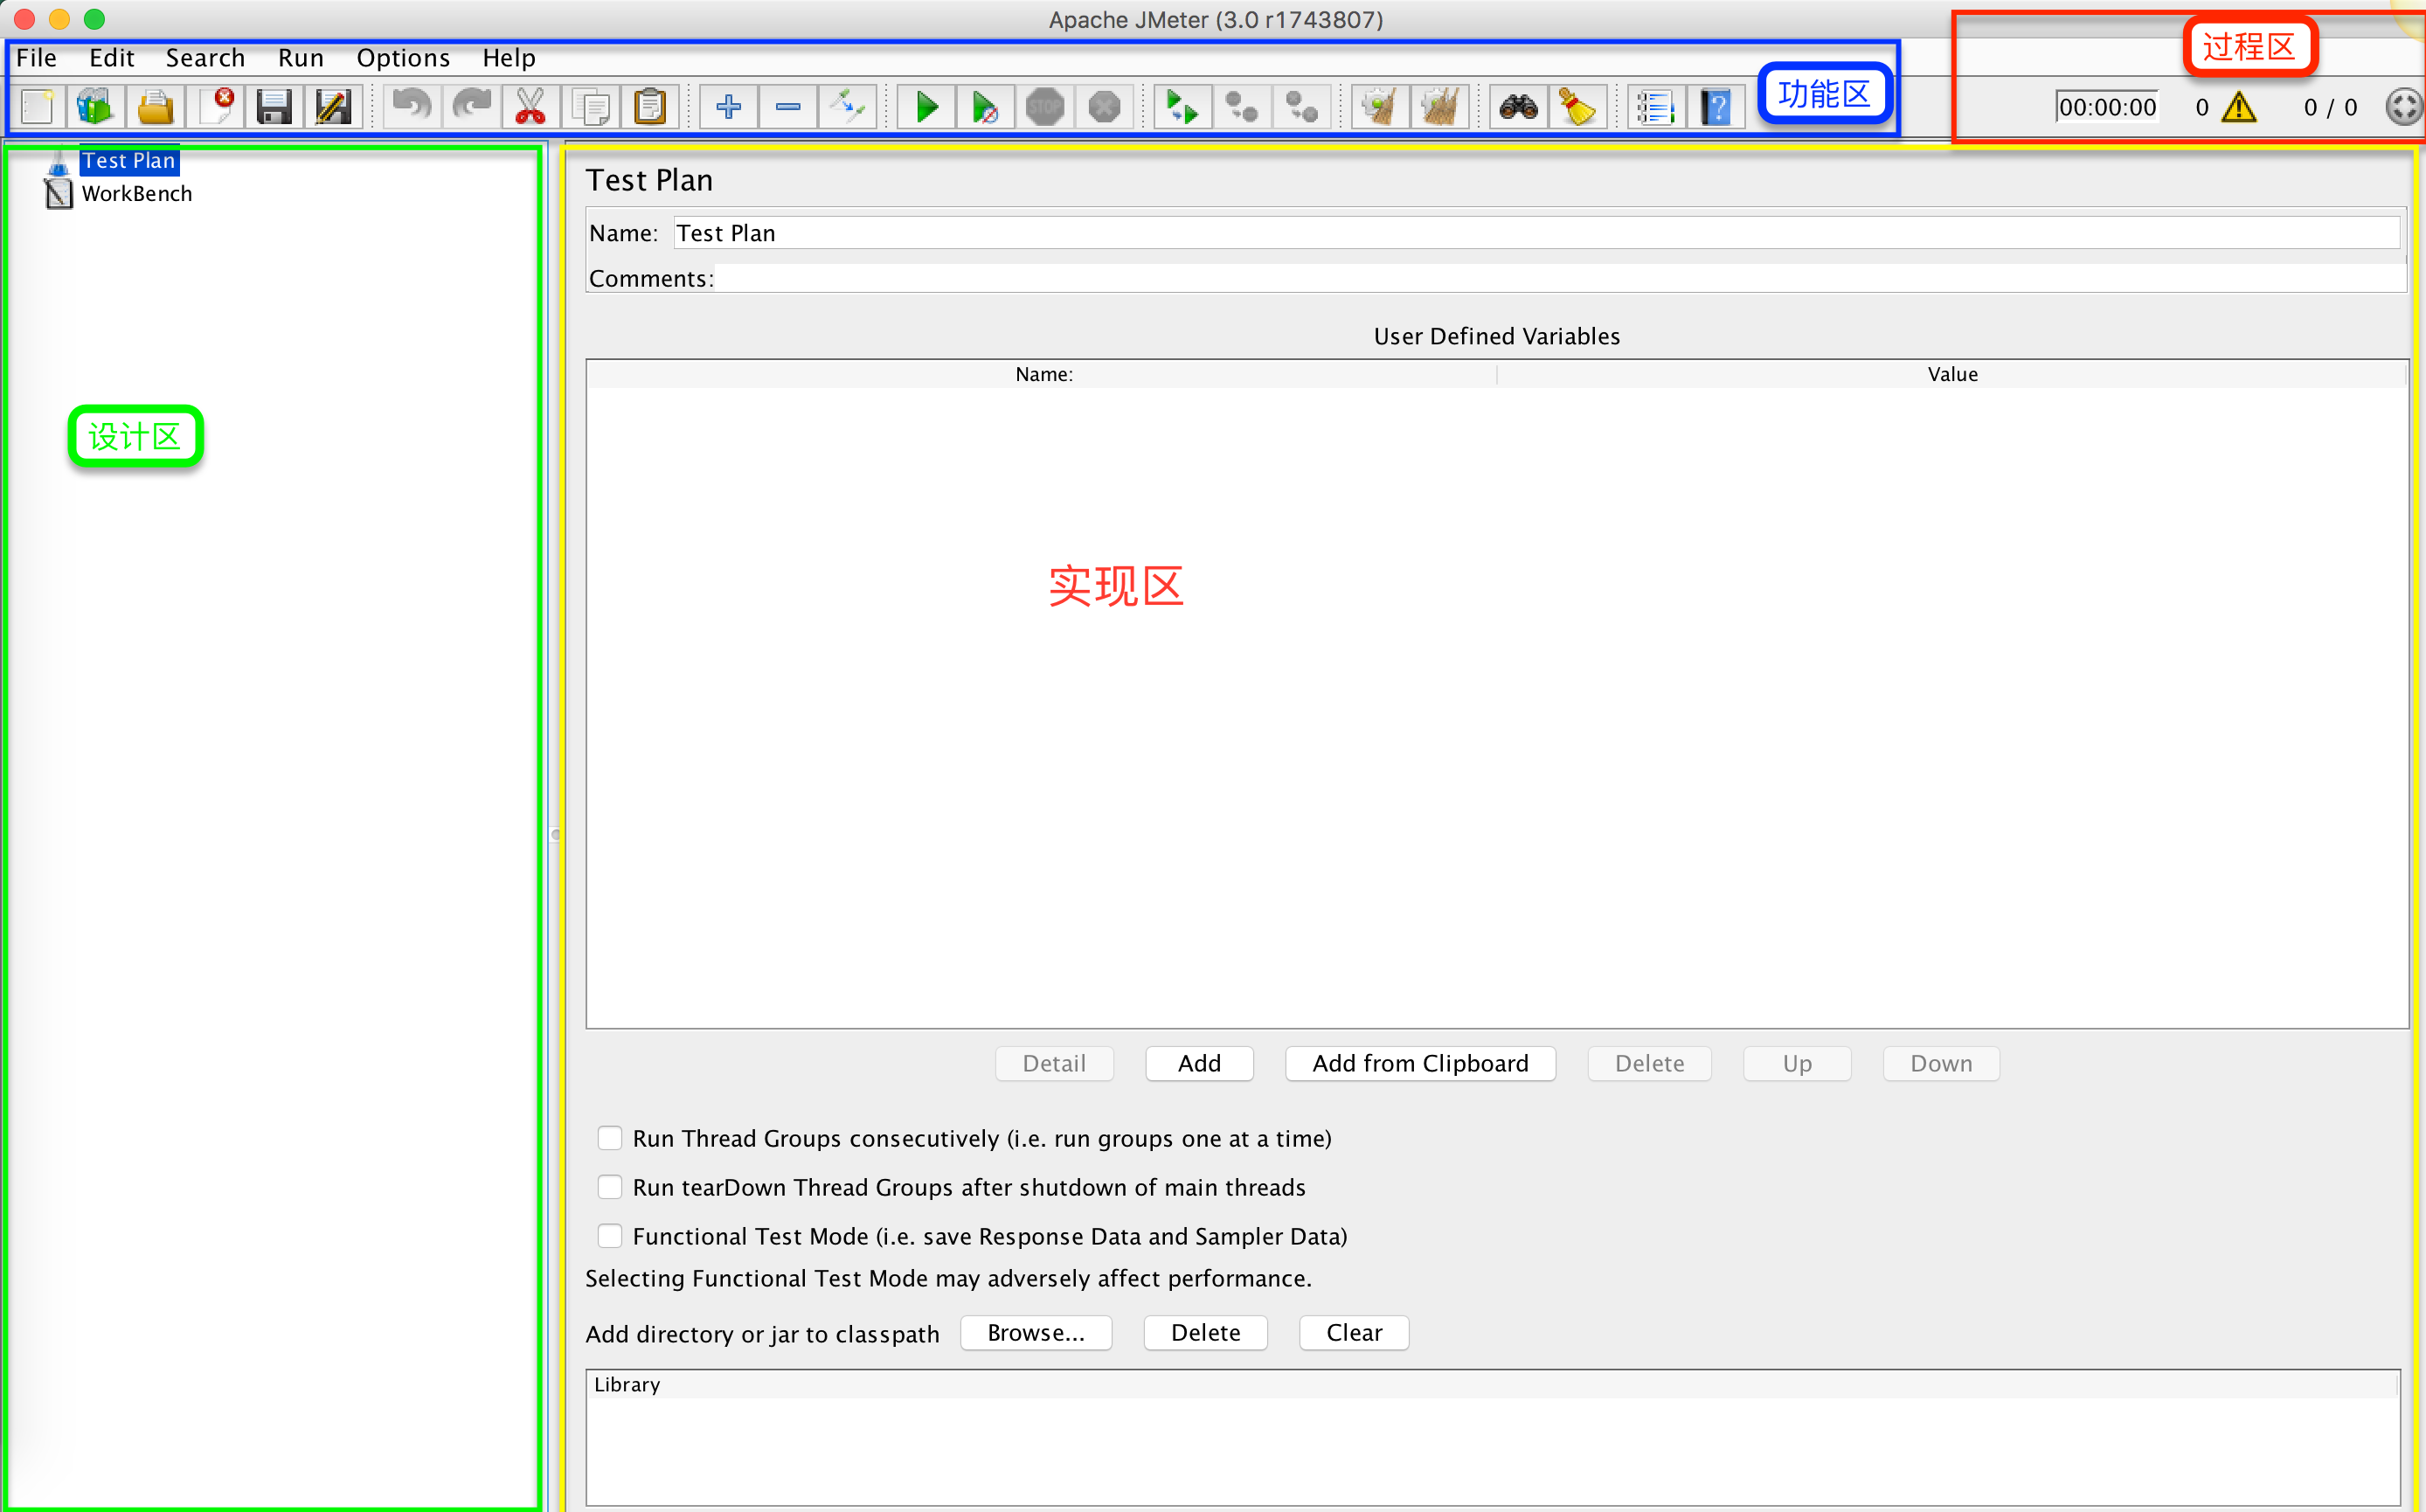 Apache JMeter (3.0 r1743807)
过程区
File Edit Search Run Options Help
功能区
STOP
?
00:00:00 0 0 / 0
Test Plan
WorkBench
设计区
Test Plan
Name: Test Plan
Comments:
User Defined Variables
Name: Value
实现区
Detail Add Add from Clipboard Delete Up Down
Run Thread Groups consecutively (i.e. run groups one at a time)
Run tearDown Thread Groups after shutdown of main threads
Functional Test Mode (i.e. save Response Data and Sampler Data)
Selecting Functional Test Mode may adversely affect performance.
Add directory or jar to classpath Browse... Delete Clear
Library